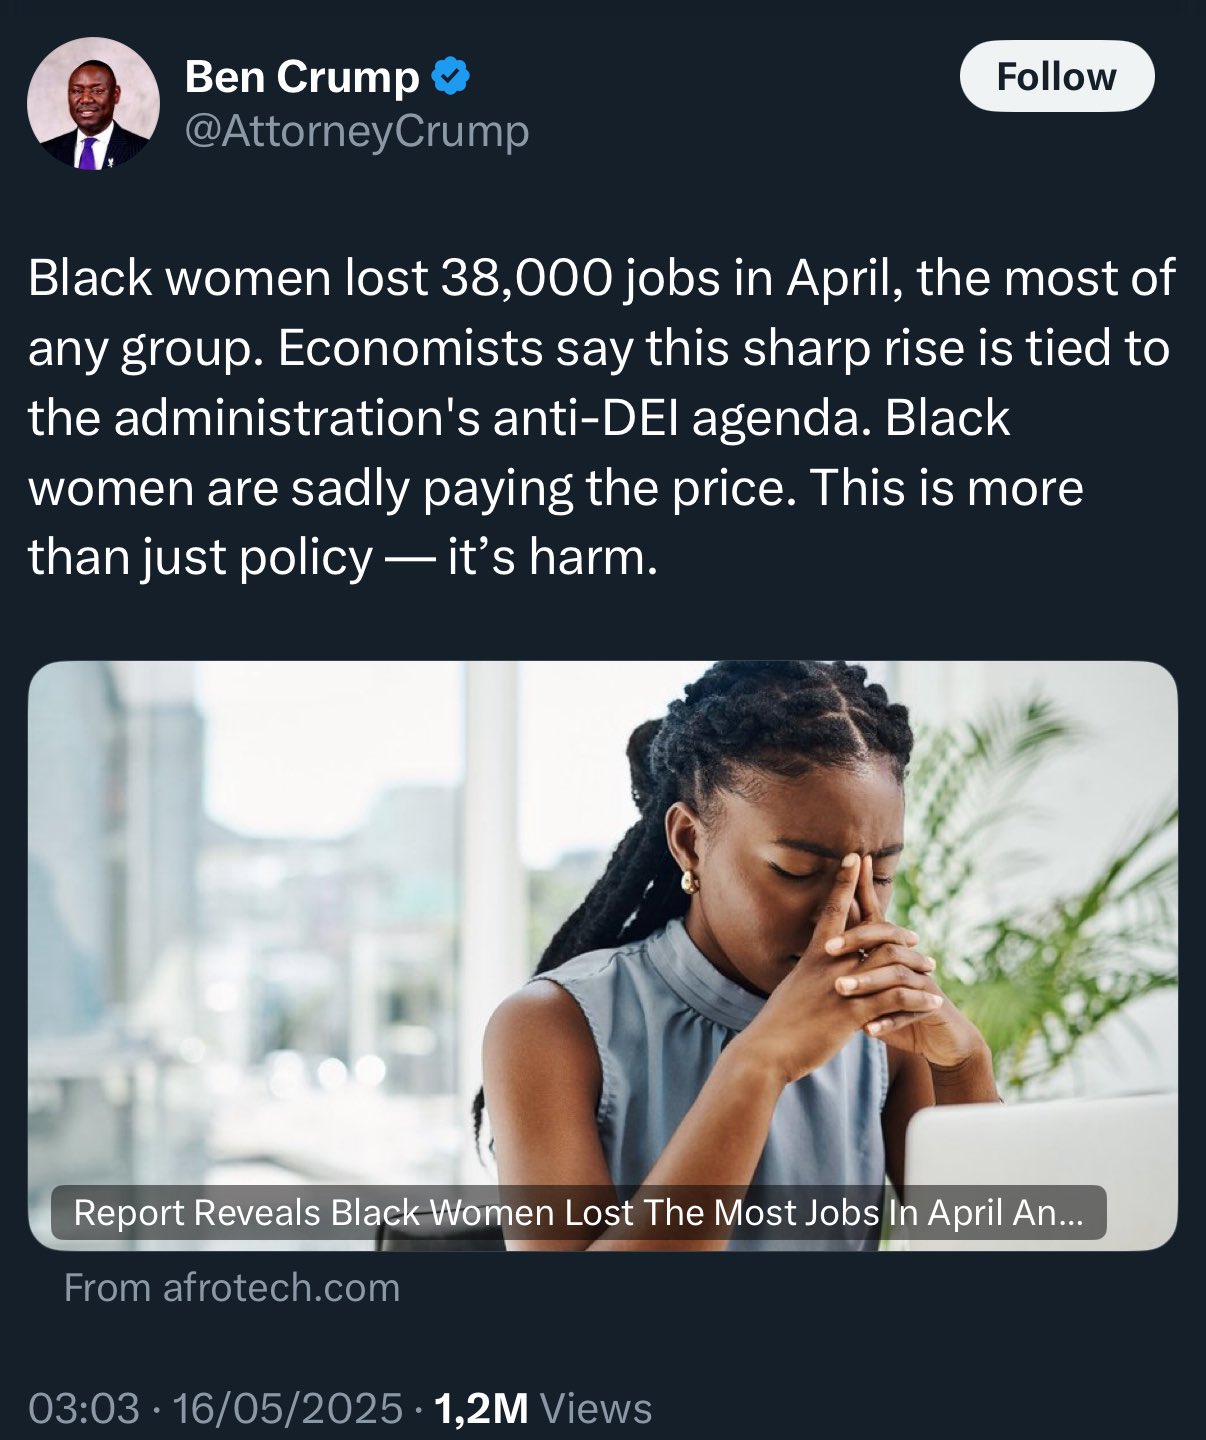 Ben Crump
Follow
@AttorneyCrump
Black women lost 38,000 jobs in April, the most of
any group. Economists say this sharp rise is tied to
the administration's anti-DEI agenda. Black
women are sadly paying the price. This is more
than just policy — it’s harm.
Report Reveals Black Women Lost The Most Jobs In April An...
From afrotech.com
03:03 · 16/05/2025 · 1,2M Views